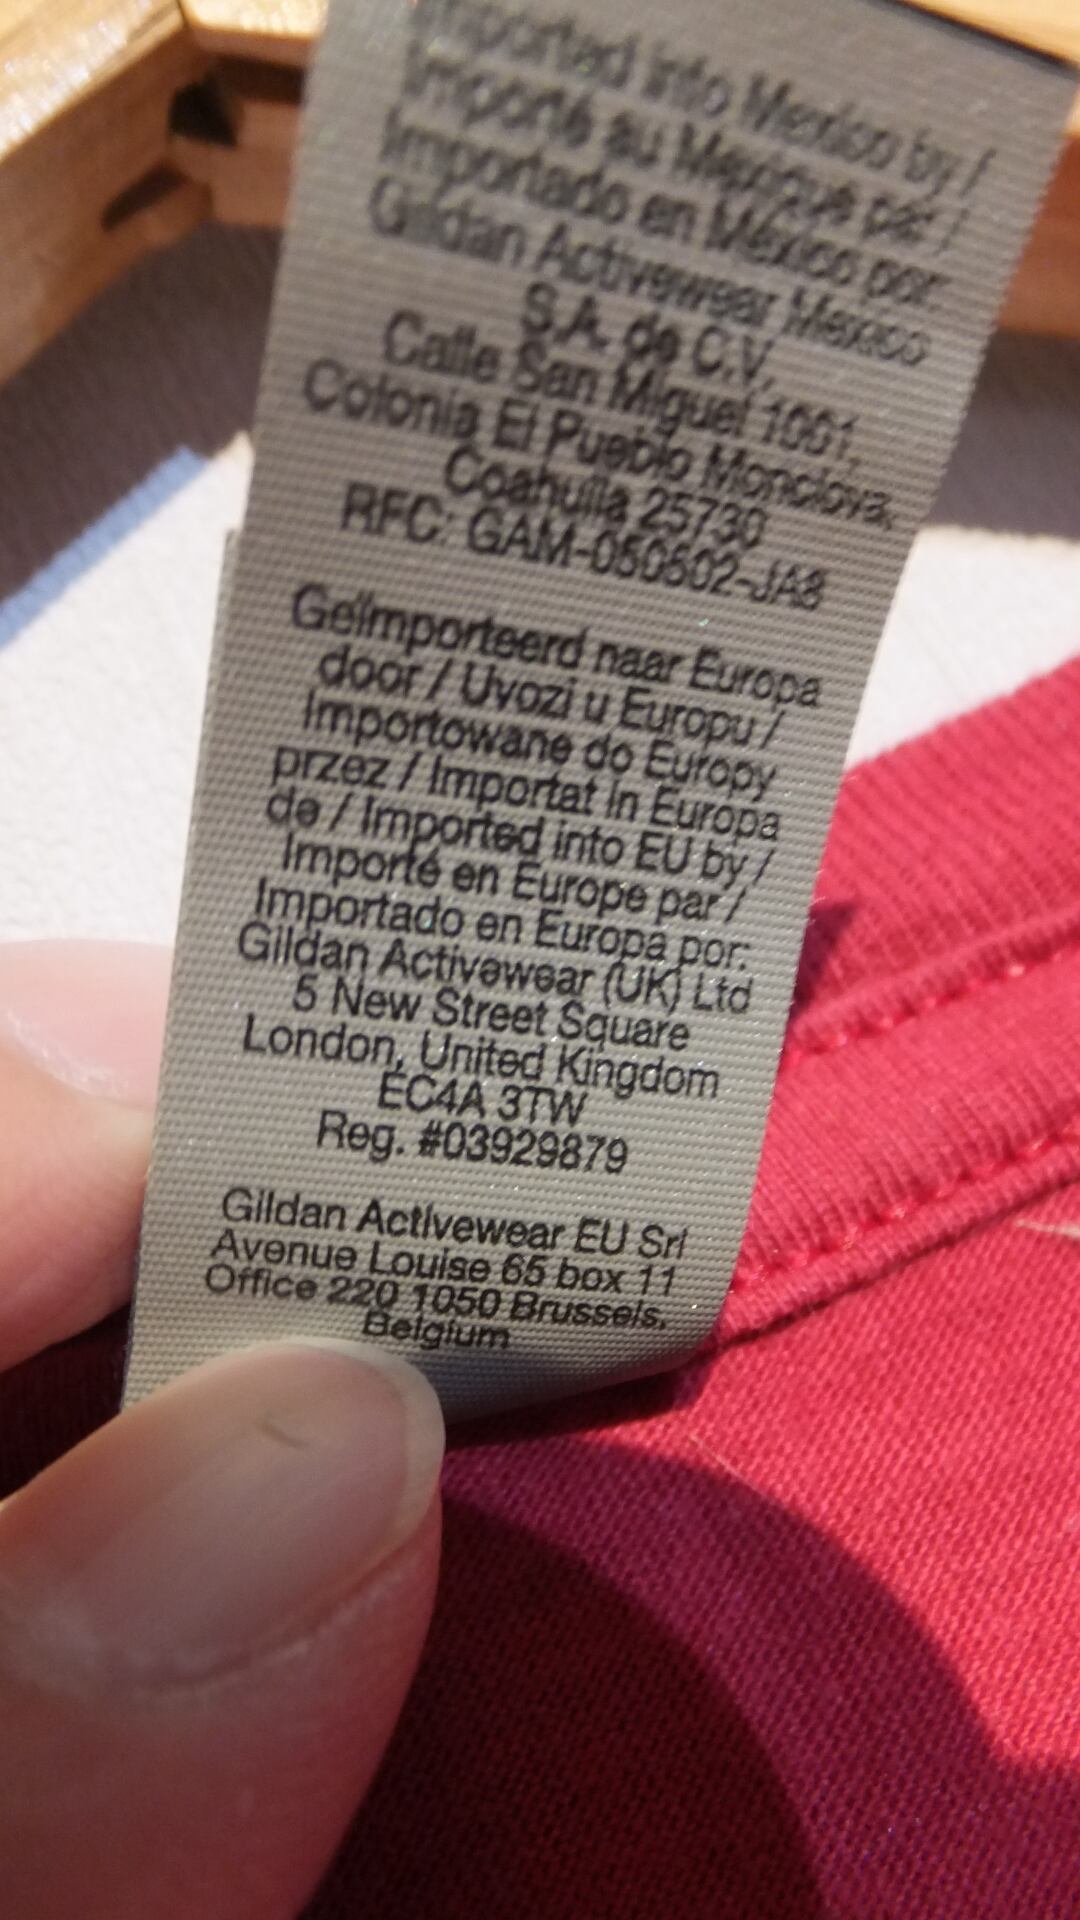 Imported into Mexico by /
Importé au Mexique par /
Importado en México por:
Gildan Activewear Mexico
S.A. de C.V.
Calle San Miguel 1001,
Colonia El Pueblo Monclova,
Coahuila 25730
RFC: GAM-050502-JA8
Geïmporteerd naar Europa
door / Uvozi u Europu /
Importowane do Europy
przez / Importat în Europa
de / Imported into EU by /
Importé en Europe par /
Importado en Europa por:
Gildan Activewear (UK) Ltd
5 New Street Square
London, United Kingdom
EC4A 3TW
Reg. #03929879
Gildan Activewear EU Srl
Avenue Louise 65 box 11
Office 220 1050 Brussels,
Belgium